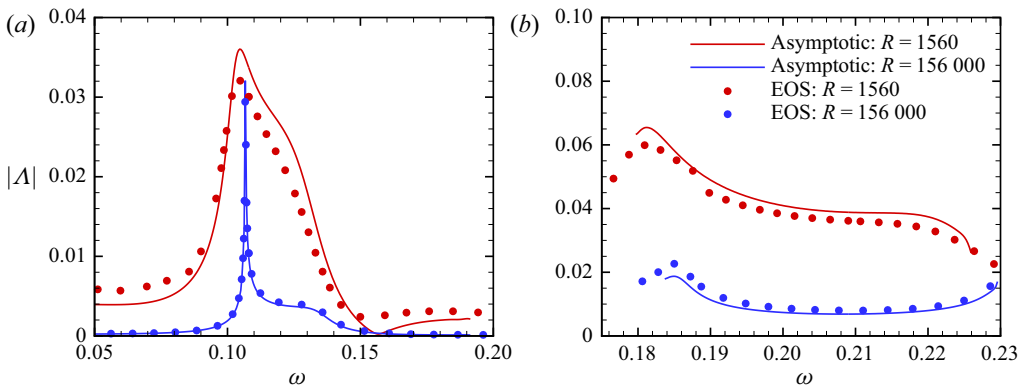 (a)
0.04
0.03
0.02
0.01
0
|Λ|
0.05
0.10
0.15
0.20
ω
(b)
0.10
0.08
0.06
0.04
0.02
0
Asymptotic: R = 1560
Asymptotic: R = 156 000
EOS: R = 1560
EOS: R = 156 000
0.18
0.19
0.20
0.21
0.22
0.23
ω